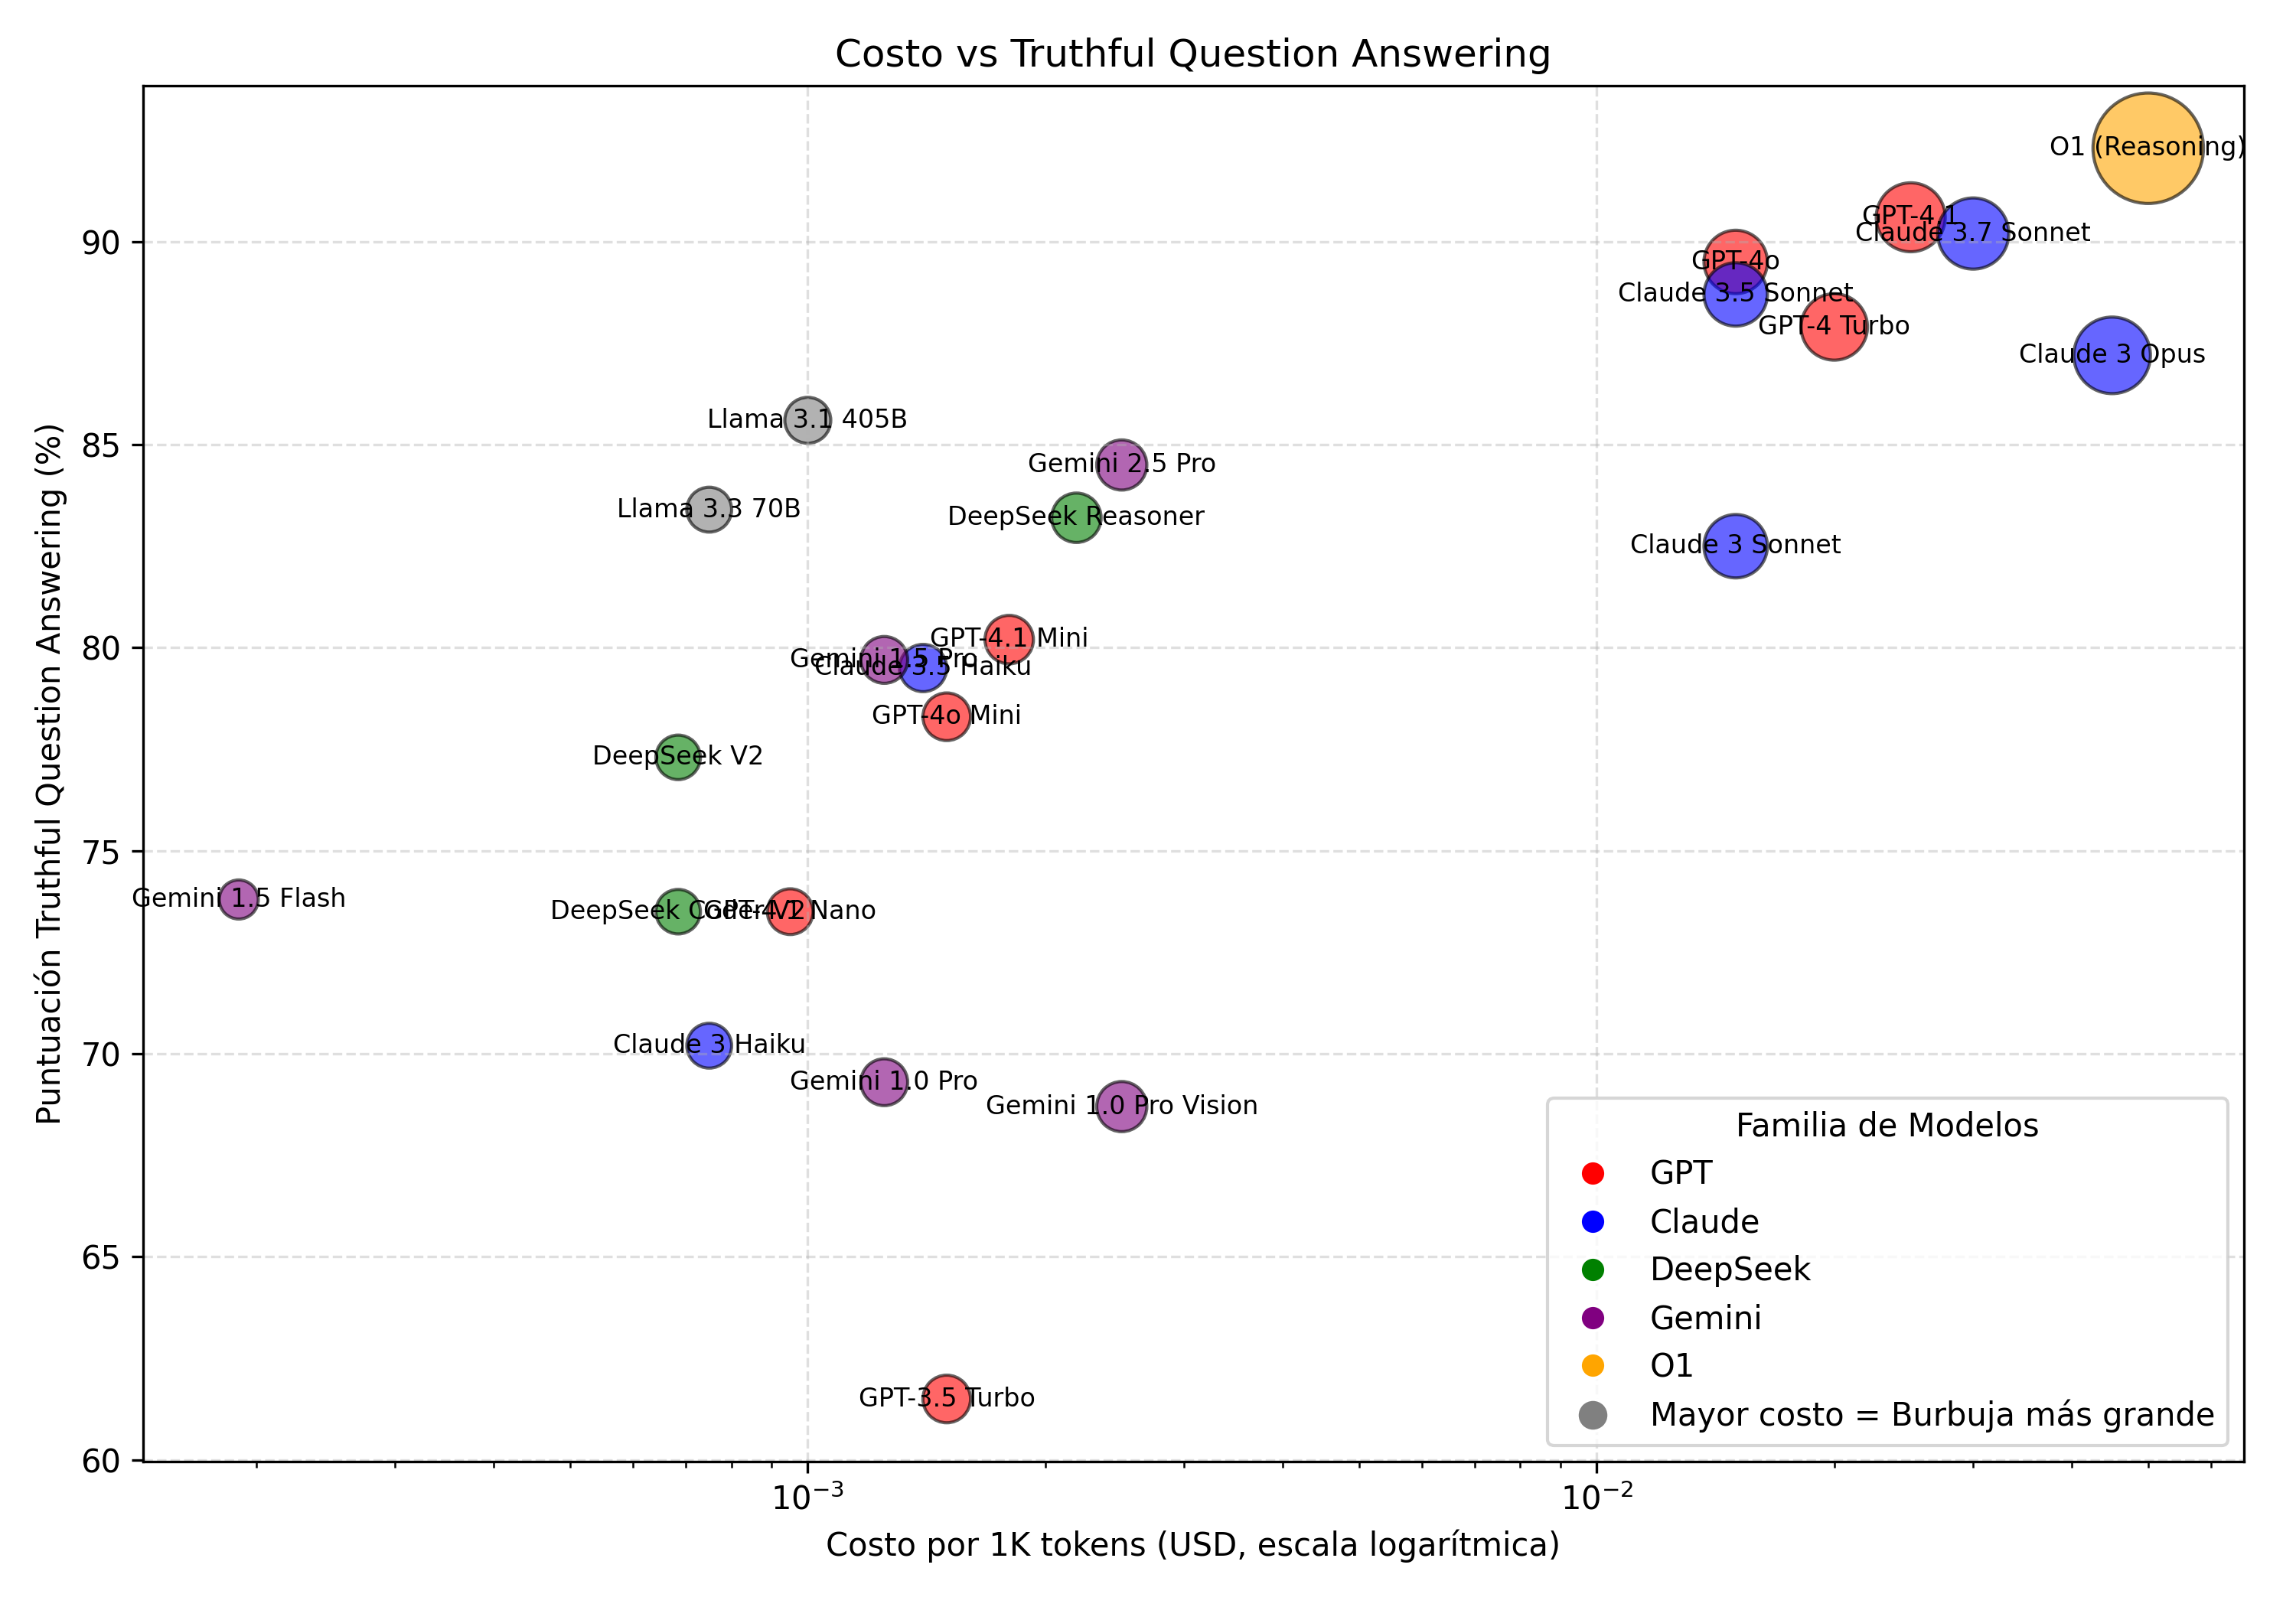 Costo vs Truthful Question Answering
Puntuación Truthful Question Answering (%)
90
85
80
75
70
65
60
O1 (Reasoning)
GPT-4.1
Claude 3.7 Sonnet
GPT-4o
Claude 3.5 Sonnet
GPT-4 Turbo
Claude 3 Opus
Llama 3.1 405B
Gemini 2.5 Pro
Llama 3.3 70B
DeepSeek Reasoner
Claude 3 Sonnet
GPT-4.1 Mini
Gemini 1.5 Pro
Claude 3.5 Haiku
GPT-4o Mini
DeepSeek V2
Gemini 1.5 Flash
DeepSeek Coder V2
GPT-4.1 Nano
Claude 3 Haiku
Gemini 1.0 Pro
Gemini 1.0 Pro Vision
GPT-3.5 Turbo
Familia de Modelos
GPT
Claude
DeepSeek
Gemini
O1
Mayor costo = Burbuja más grande
10⁻³
10⁻²
Costo por 1K tokens (USD, escala logarítmica)